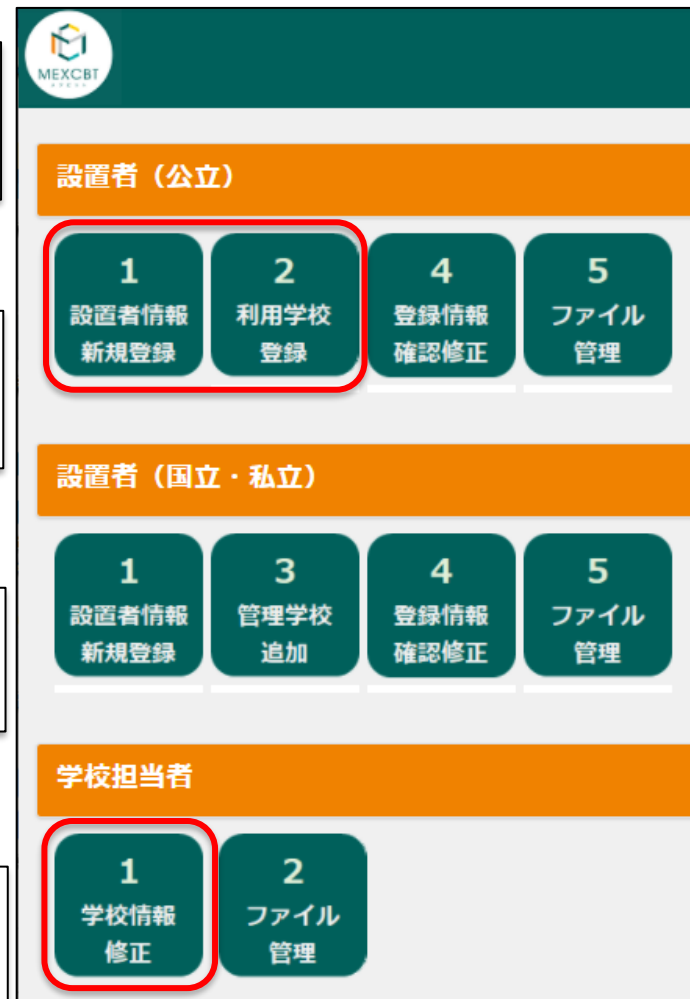 MEXCBT
設置者（公立）
1
設置者情報
新規登録
2
利用学校
登録
4
登録情報
確認修正
5
ファイル
管理
設置者（国立・私立）
1
設置者情報
新規登録
3
管理学校
追加
4
登録情報
確認修正
5
ファイル
管理
学校担当者
1
学校情報
修正
2
ファイル
管理